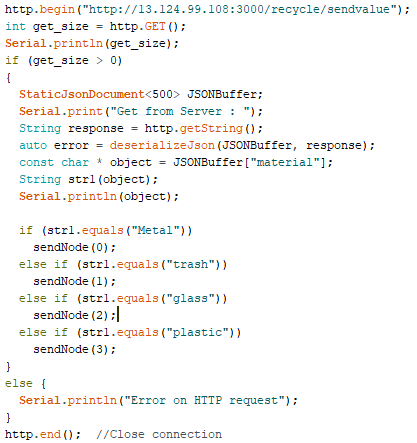 http.begin("http://13.124.99.108:3000/recycle/sendvalue");
int get_size = http.GET();
Serial.println(get_size);
if (get_size > 0)
{
  StaticJsonDocument<500> JSONBuffer;
  Serial.print("Get from Server : ");
  String response = http.getString();
  auto error = deserializeJson(JSONBuffer, response);
  const char * object = JSONBuffer["material"];
  String str1(object);
  Serial.println(object);

  if (str1.equals("Metal"))
    sendNode(0);
  else if (str1.equals("trash"))
    sendNode(1);
  else if (str1.equals("glass"))
    sendNode(2);
  else if (str1.equals("plastic"))
    sendNode(3);
}
else {
  Serial.println("Error on HTTP request");
}
http.end();  //Close connection